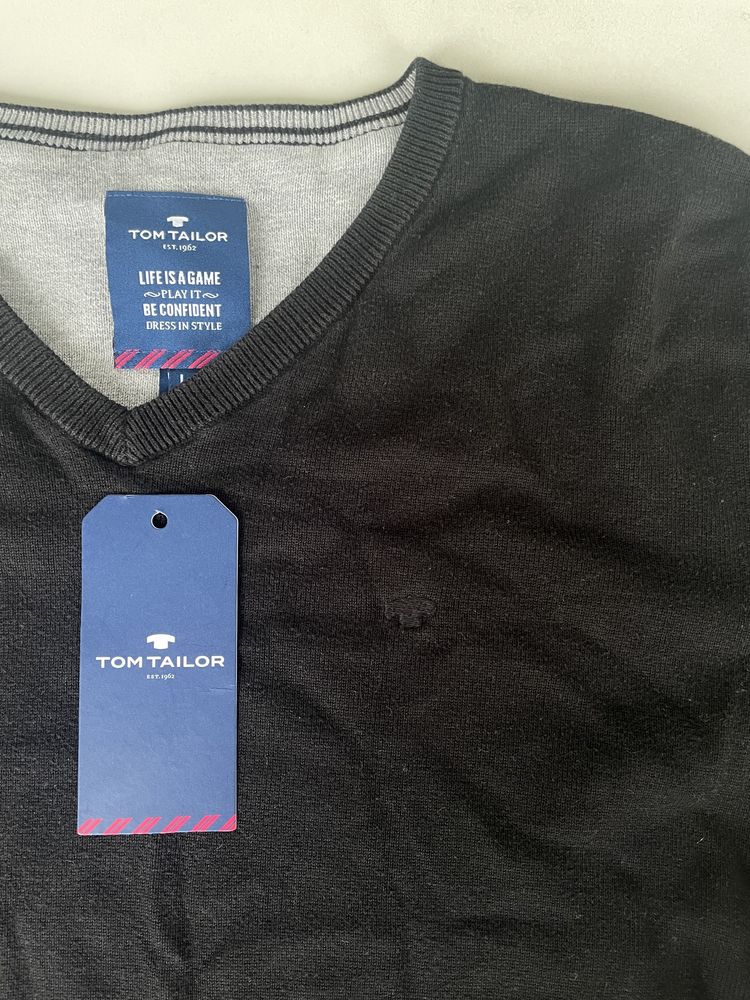 TOM TAILOR
EST. 1962
LIFE IS A GAME
PLAY IT
BE CONFIDENT
DRESS IN STYLE
TOM TAILOR
EST. 1962